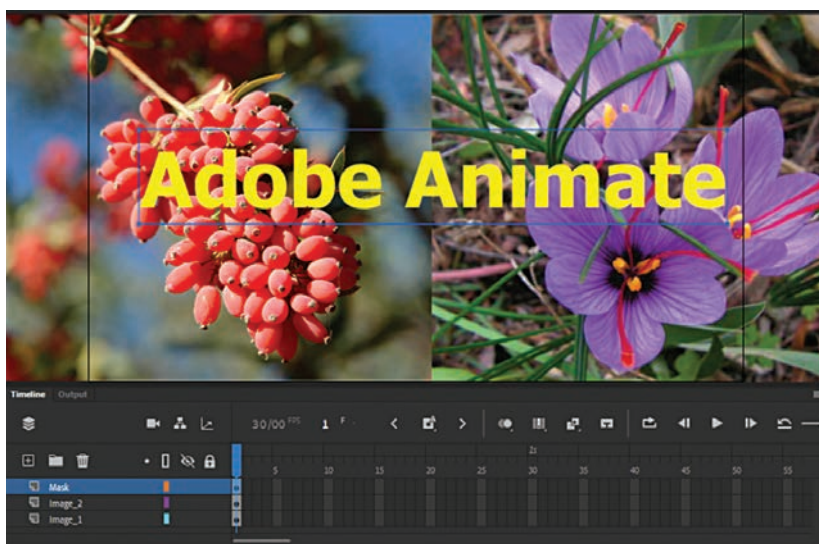 Adobe Animate
Timeline Output
30/00 FPS 1 F
2s
5 10 15 20 25 30 35 40 45 50 55
Mask
Image_2
Image_1